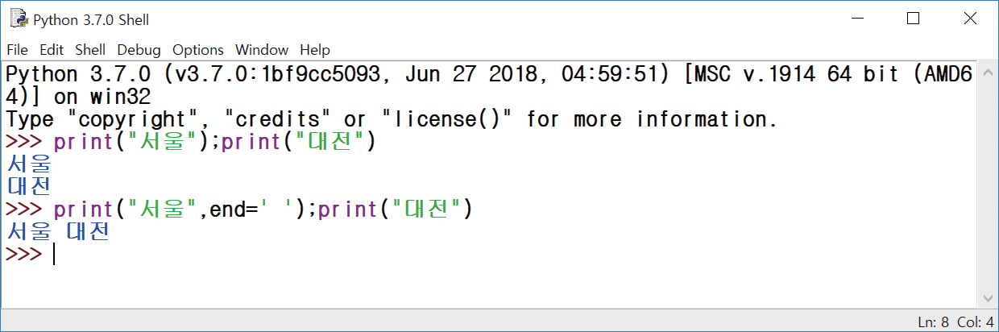 Python 3.7.0 Shell
File Edit Shell Debug Options Window Help
Python 3.7.0 (v3.7.0:1bf9cc5093, Jun 27 2018, 04:59:51) [MSC v.1914 64 bit (AMD6
4)] on win32
Type "copyright", "credits" or "license()" for more information.
>>> print("서울");print("대전")
서울
대전
>>> print("서울",end=' ');print("대전")
서울 대전
>>>
Ln: 8 Col: 4